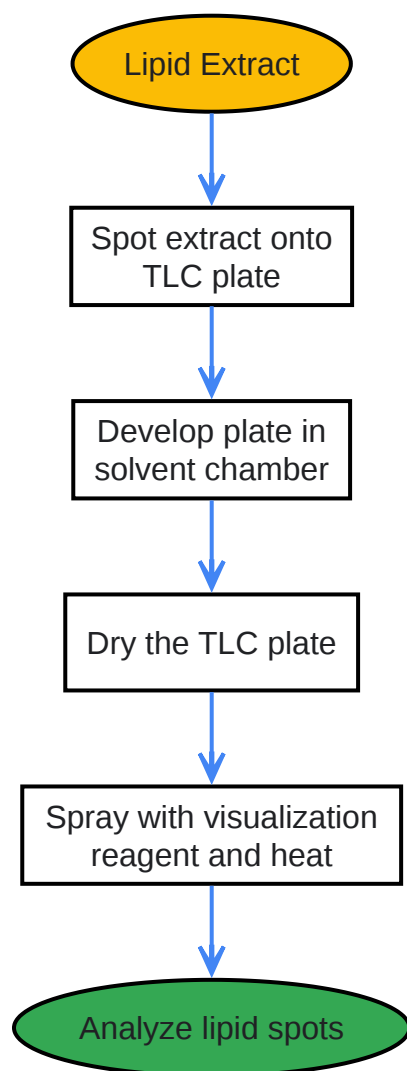 Lipid Extract
Spot extract onto
TLC plate
Develop plate in
solvent chamber
Dry the TLC plate
Spray with visualization
reagent and heat
Analyze lipid spots